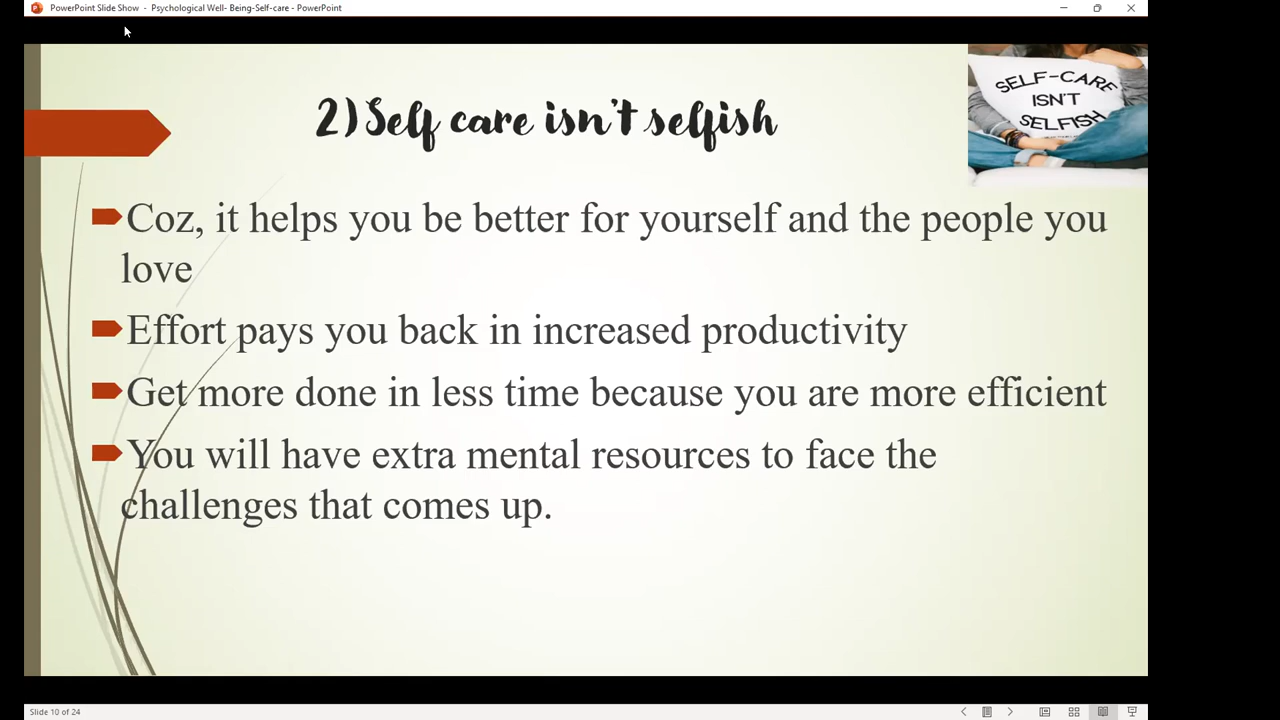 PowerPoint Slide Show - Psychological Well- Being-Self-care - PowerPoint
2) Self care isn't selfish
SELF-CARE
ISN'T
SELFISH
Coz, it helps you be better for yourself and the people you
love
Effort pays you back in increased productivity
Get more done in less time because you are more efficient
You will have extra mental resources to face the
challenges that comes up.
Slide 10 of 24